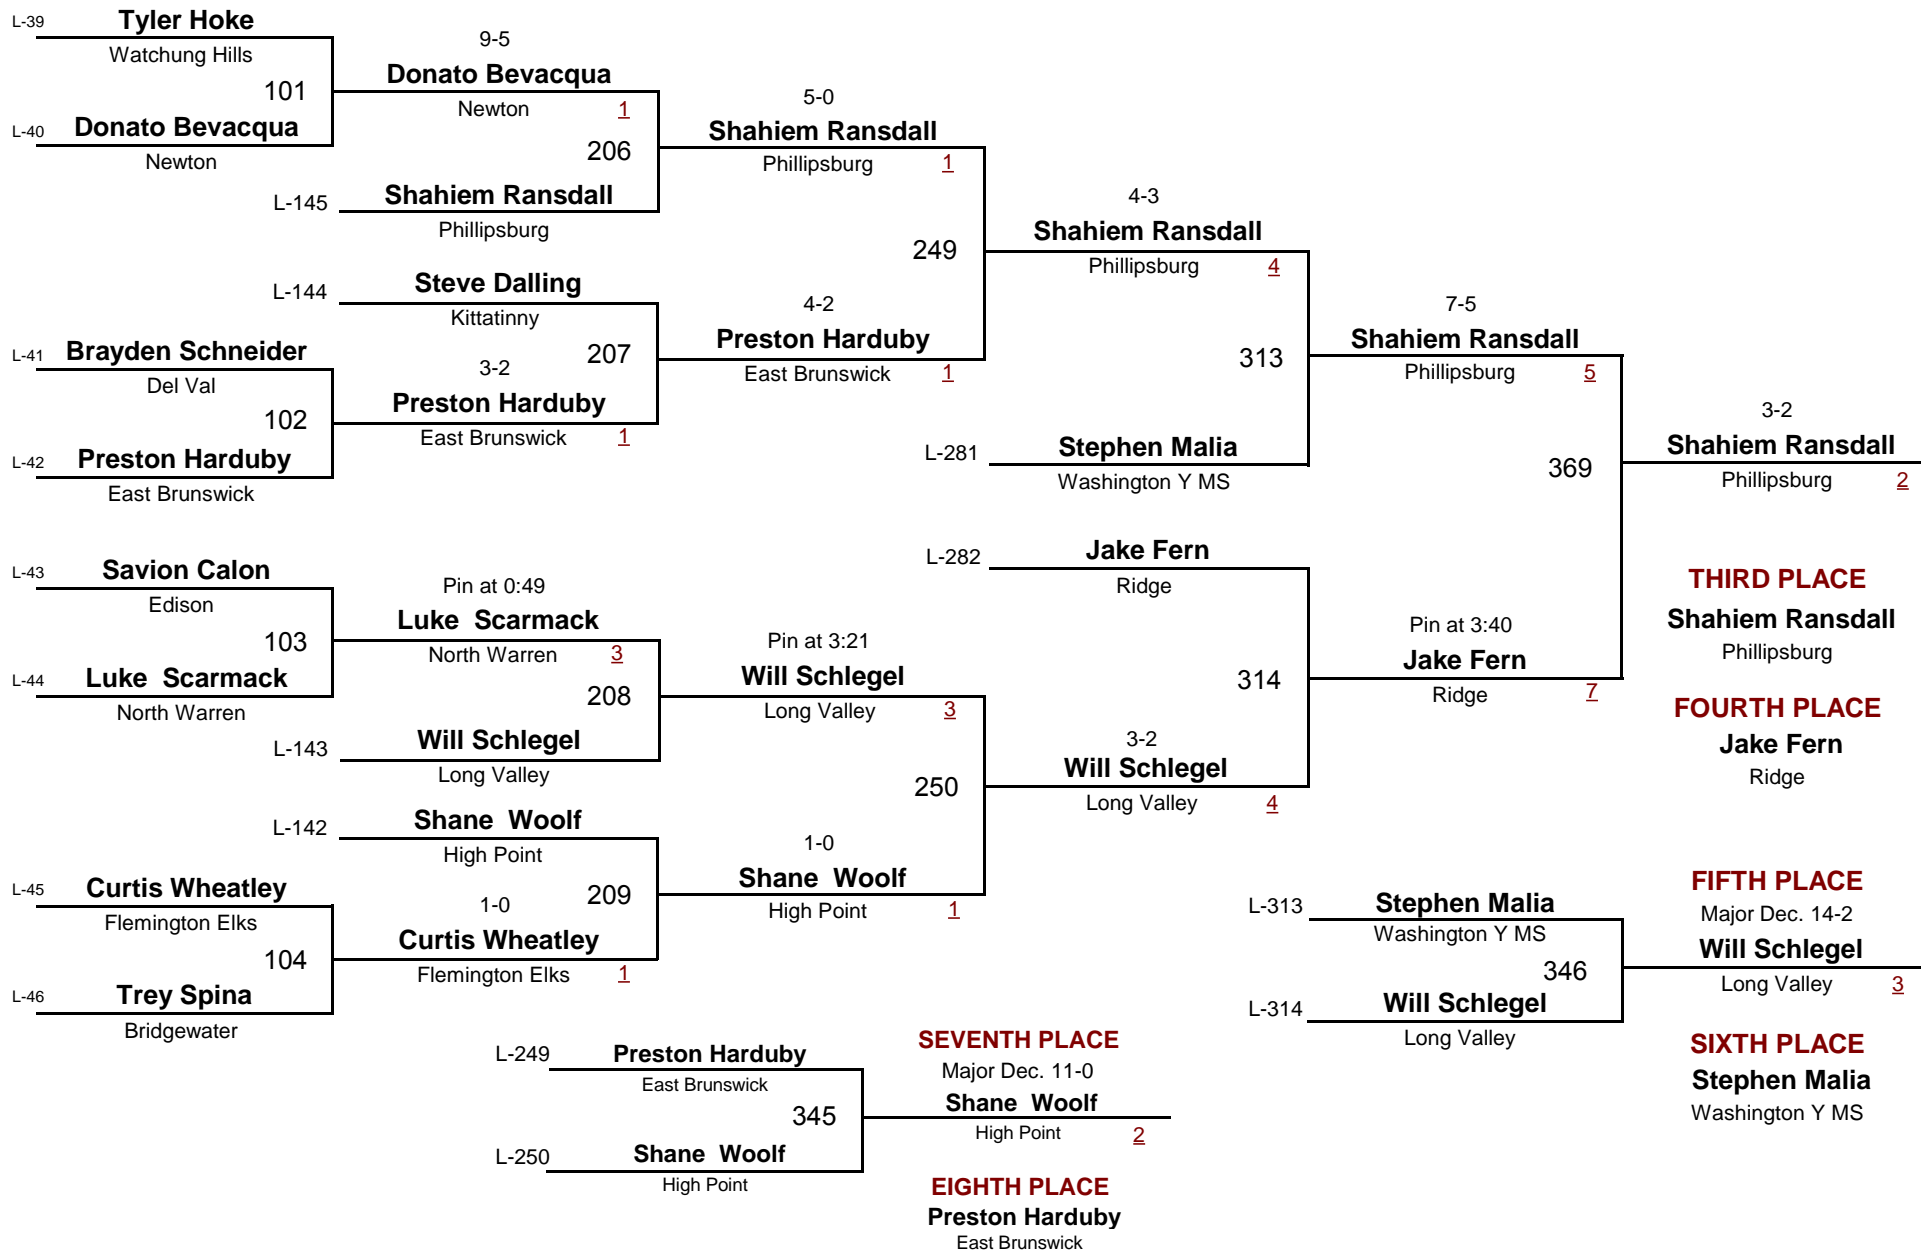 L-39 Tyler Hoke
Watchung Hills
101
L-40 Donato Bevacqua
Newton
9-5
Donato Bevacqua
Newton 1
206
L-145 Shahiem Ransdall
Phillipsburg
5-0
Shahiem Ransdall
Phillipsburg 1
L-144 Steve Dalling
Kittatinny
207
L-41 Brayden Schneider
Del Val
102
L-42 Preston Harduby
East Brunswick
3-2
Preston Harduby
East Brunswick 1
4-2
Preston Harduby
East Brunswick 1
249
4-3
Shahiem Ransdall
Phillipsburg 4
313
L-281 Stephen Malia
Washington Y MS
7-5
Shahiem Ransdall
Phillipsburg 5
369
3-2
Shahiem Ransdall
Phillipsburg 2
L-43 Savion Calon
Edison
103
L-44 Luke Scarmack
North Warren
Pin at 0:49
Luke Scarmack
North Warren 3
208
L-143 Will Schlegel
Long Valley
Pin at 3:21
Will Schlegel
Long Valley 3
L-142 Shane Woolf
High Point
209
L-45 Curtis Wheatley
Flemington Elks
104
L-46 Trey Spina
Bridgewater
1-0
Curtis Wheatley
Flemington Elks 1
1-0
Shane Woolf
High Point 1
250
3-2
Will Schlegel
Long Valley 4
314
L-282 Jake Fern
Ridge
Pin at 3:40
Jake Fern
Ridge 7
THIRD PLACE
Shahiem Ransdall
Phillipsburg
FOURTH PLACE
Jake Fern
Ridge
L-313 Stephen Malia
Washington Y MS
346
L-314 Will Schlegel
Long Valley
FIFTH PLACE
Major Dec. 14-2
Will Schlegel
Long Valley 3
SIXTH PLACE
Stephen Malia
Washington Y MS
L-249 Preston Harduby
East Brunswick
345
L-250 Shane Woolf
High Point
SEVENTH PLACE
Major Dec. 11-0
Shane Woolf
High Point 2
EIGHTH PLACE
Preston Harduby
East Brunswick